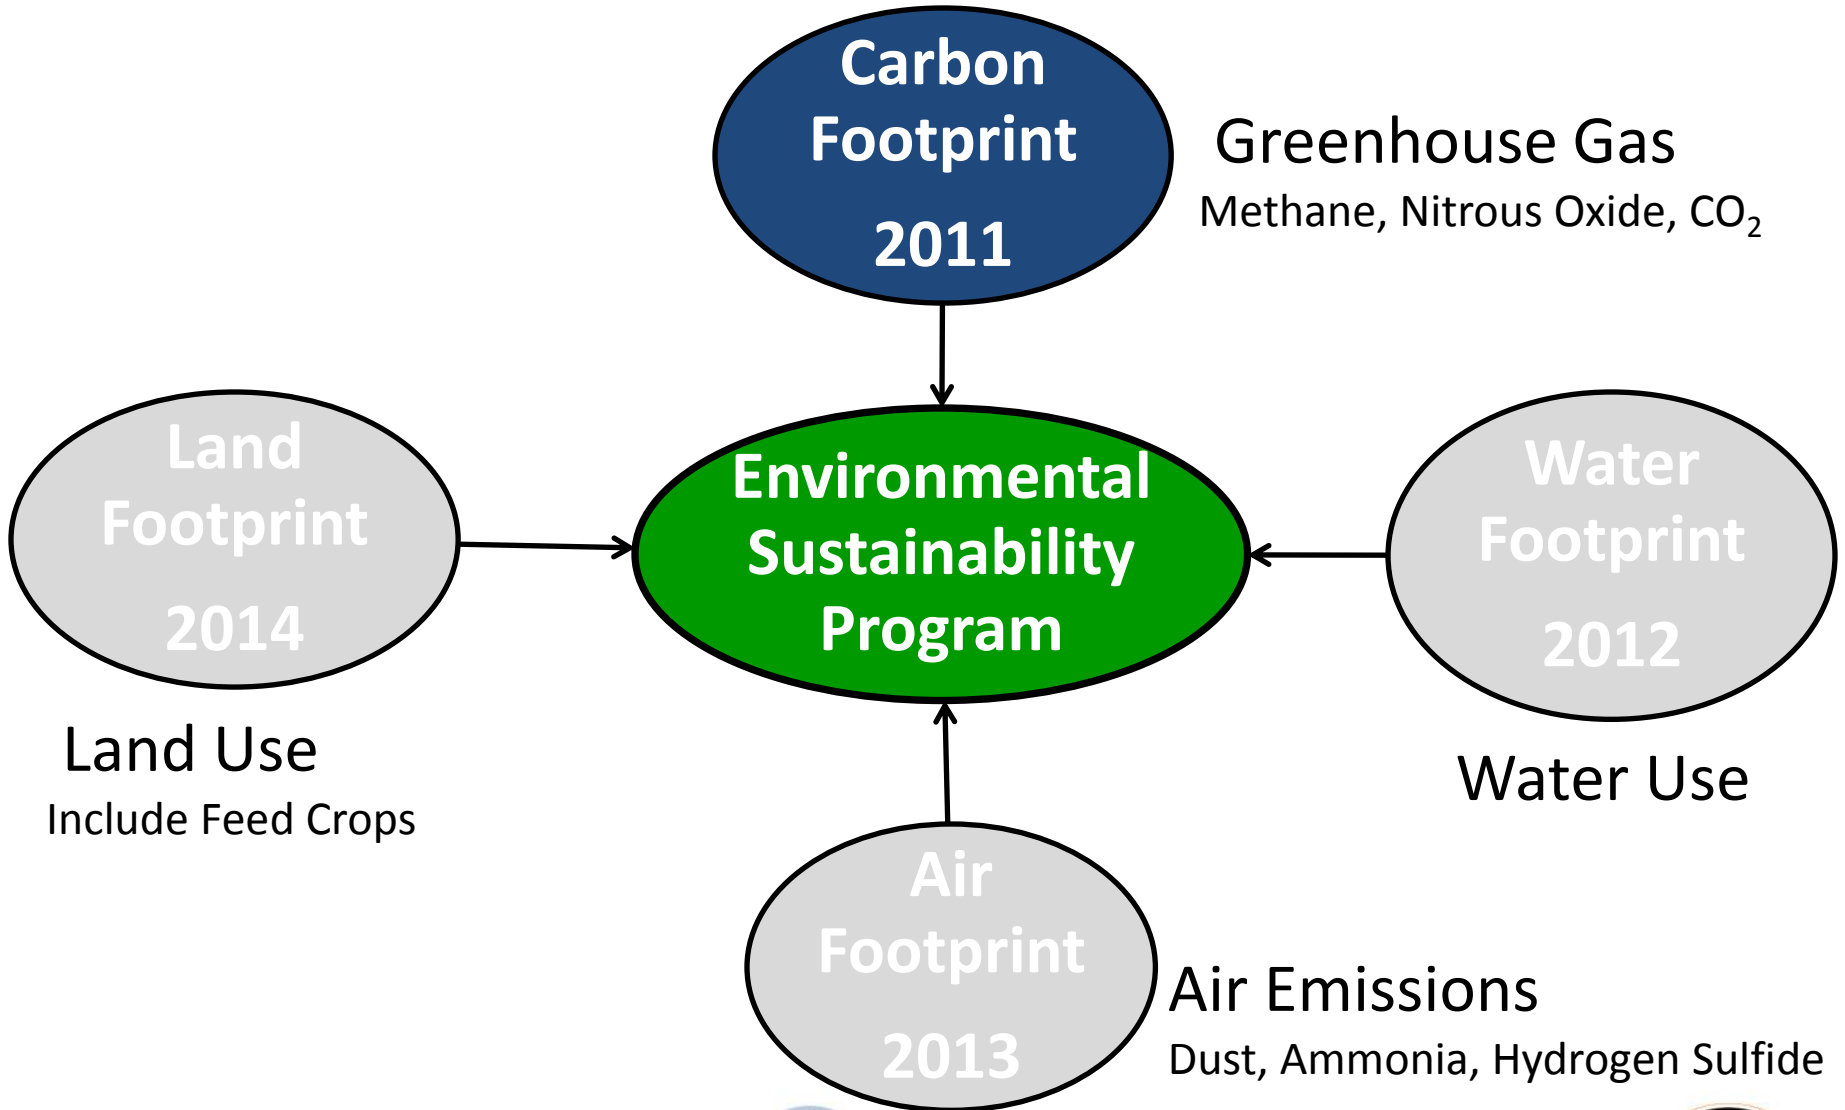 Carbon
Footprint
2011
Greenhouse Gas
Methane, Nitrous Oxide, CO₂
Land
Footprint
2014
Land Use
Include Feed Crops
Environmental
Sustainability
Program
Water
Footprint
2012
Water Use
Air
Footprint
2013
Air Emissions
Dust, Ammonia, Hydrogen Sulfide